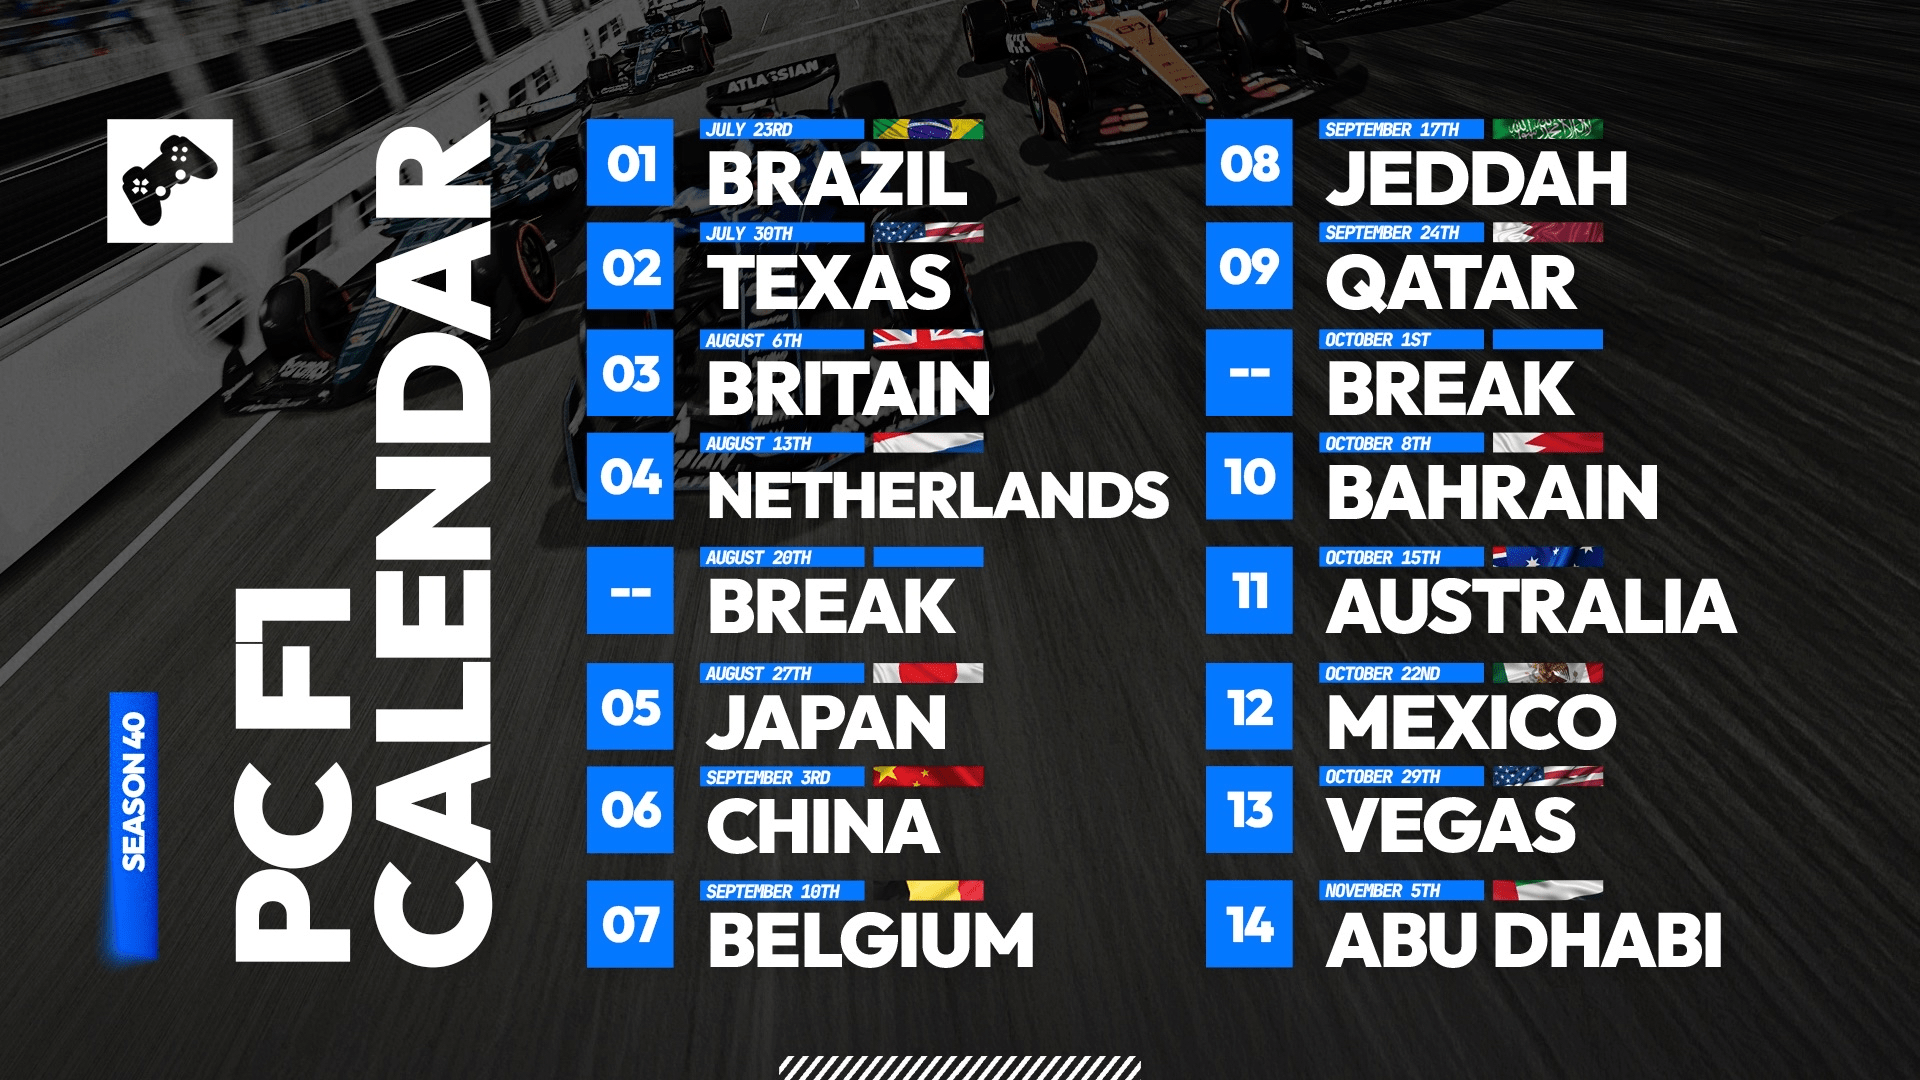 ATLASSIAN
SEASON 40
PC F1
CALENDAR
01
JULY 23RD
BRAZIL
02
JULY 30TH
TEXAS
03
AUGUST 6TH
BRITAIN
04
AUGUST 13TH
NETHERLANDS
--
AUGUST 20TH
BREAK
05
AUGUST 27TH
JAPAN
06
SEPTEMBER 3RD
CHINA
07
SEPTEMBER 10TH
BELGIUM
08
SEPTEMBER 17TH
JEDDAH
09
SEPTEMBER 24TH
QATAR
--
OCTOBER 1ST
BREAK
10
OCTOBER 8TH
BAHRAIN
11
OCTOBER 15TH
AUSTRALIA
12
OCTOBER 22ND
MEXICO
13
OCTOBER 29TH
VEGAS
14
NOVEMBER 5TH
ABU DHABI